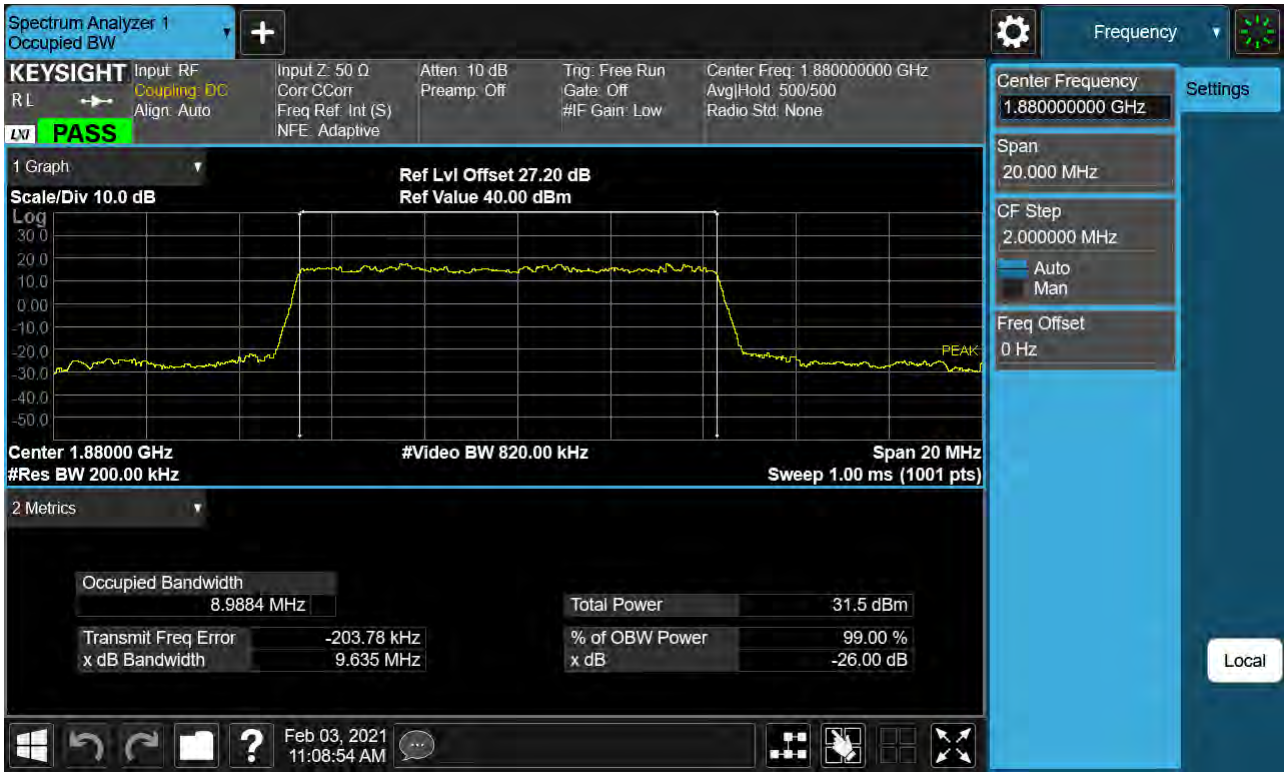 Spectrum Analyzer 1
Occupied BW
+
Frequency
KEYSIGHT
RL
LXI
PASS
Input: RF
Coupling: DC
Align: Auto
Input Z: 50 Ω
Corr CCorr
Freq Ref: Int (S)
NFE: Adaptive
Atten: 10 dB
Preamp: Off
Trig: Free Run
Gate: Off
#IF Gain: Low
Center Freq: 1.880000000 GHz
Avg|Hold: 500/500
Radio Std: None
Center Frequency
1.880000000 GHz
Settings
Span
20.000 MHz
CF Step
2.000000 MHz
Auto
Man
Freq Offset
0 Hz
1 Graph
Scale/Div 10.0 dB
Ref Lvl Offset 27.20 dB
Ref Value 40.00 dBm
Log
30.0
20.0
10.0
0.00
-10.0
-20.0
-30.0
-40.0
-50.0
PEAK
Center 1.88000 GHz
#Video BW 820.00 kHz
Span 20 MHz
#Res BW 200.00 kHz
Sweep 1.00 ms (1001 pts)
2 Metrics
Occupied Bandwidth
8.9884 MHz
Transmit Freq Error -203.78 kHz
x dB Bandwidth 9.635 MHz
Total Power 31.5 dBm
% of OBW Power 99.00 %
x dB -26.00 dB
Local
?
Feb 03, 2021
11:08:54 AM